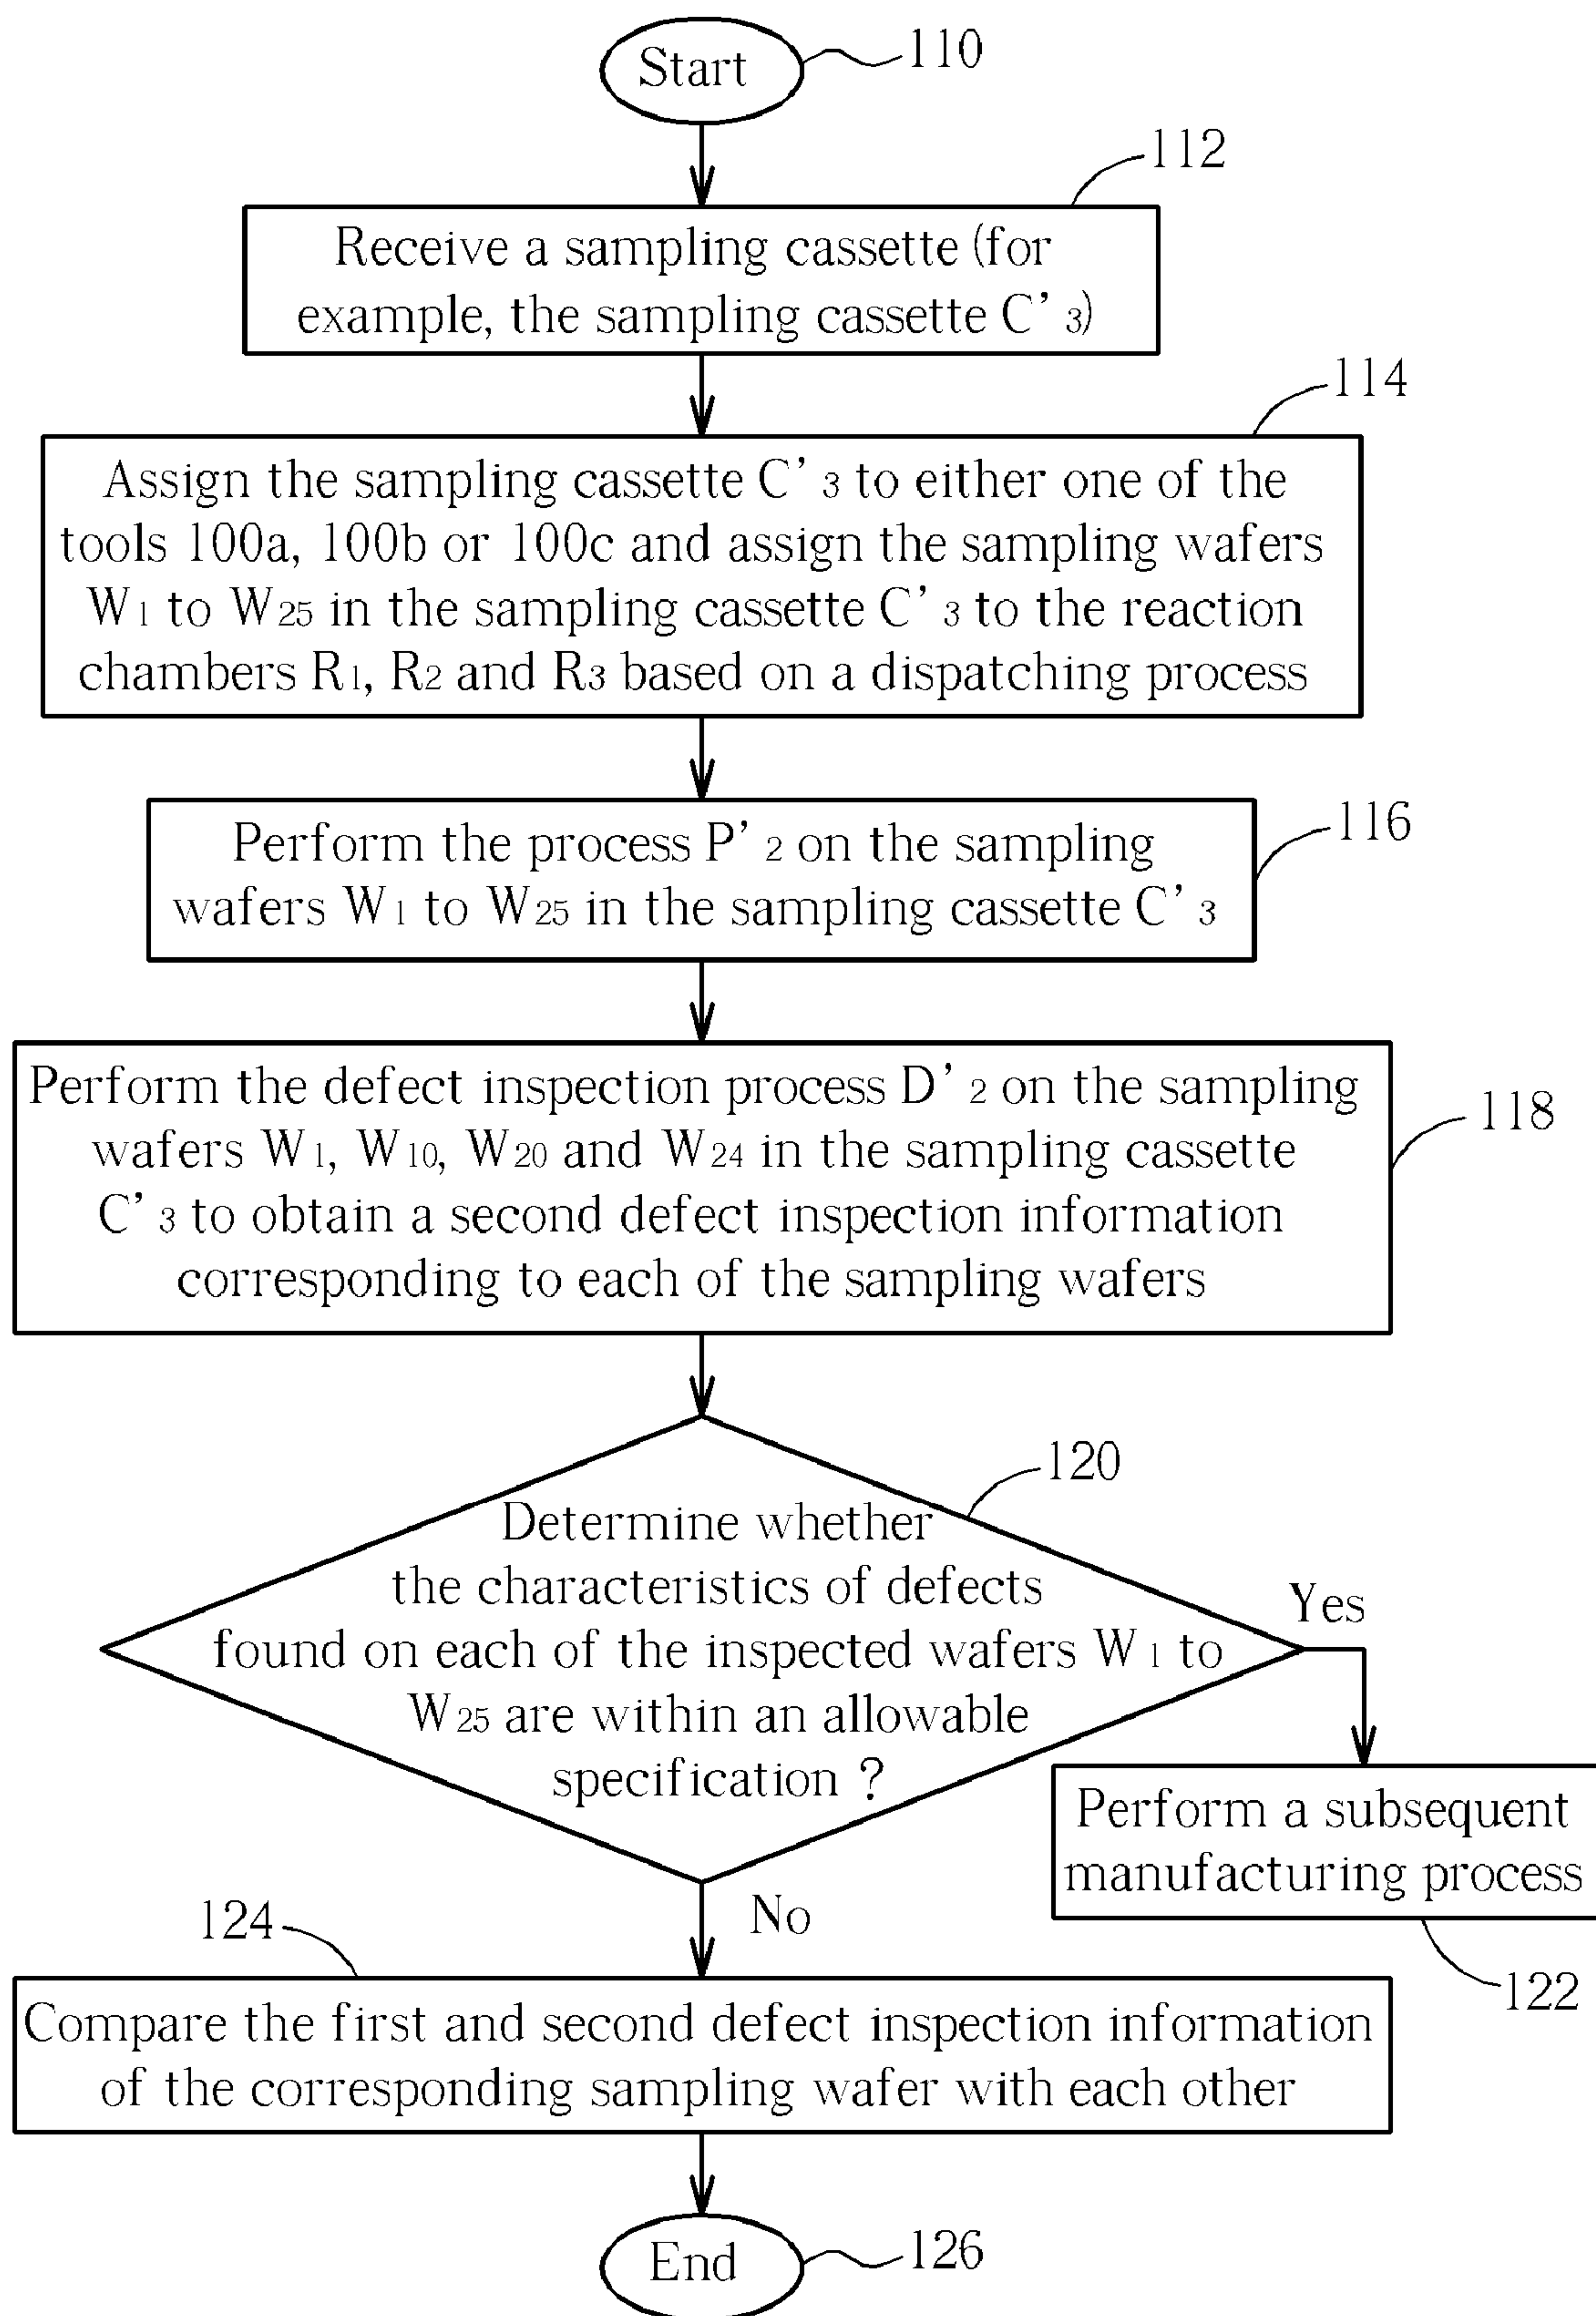 Start
110
112
Receive a sampling cassette (for
example, the sampling cassette C'3)
114
Assign the sampling cassette C'3 to either one of the
tools 100a, 100b or 100c and assign the sampling wafers
W1 to W25 in the sampling cassette C'3 to the reaction
chambers R1, R2 and R3 based on a dispatching process
116
Perform the process P'2 on the sampling
wafers W1 to W25 in the sampling cassette C'3
118
Perform the defect inspection process D'2 on the sampling
wafers W1, W10, W20 and W24 in the sampling cassette
C'3 to obtain a second defect inspection information
corresponding to each of the sampling wafers
120
Determine whether
the characteristics of defects
found on each of the inspected wafers W1 to
W25 are within an allowable
specification ?
Yes
Perform a subsequent
manufacturing process
122
No
124
Compare the first and second defect inspection information
of the corresponding sampling wafer with each other
End
126